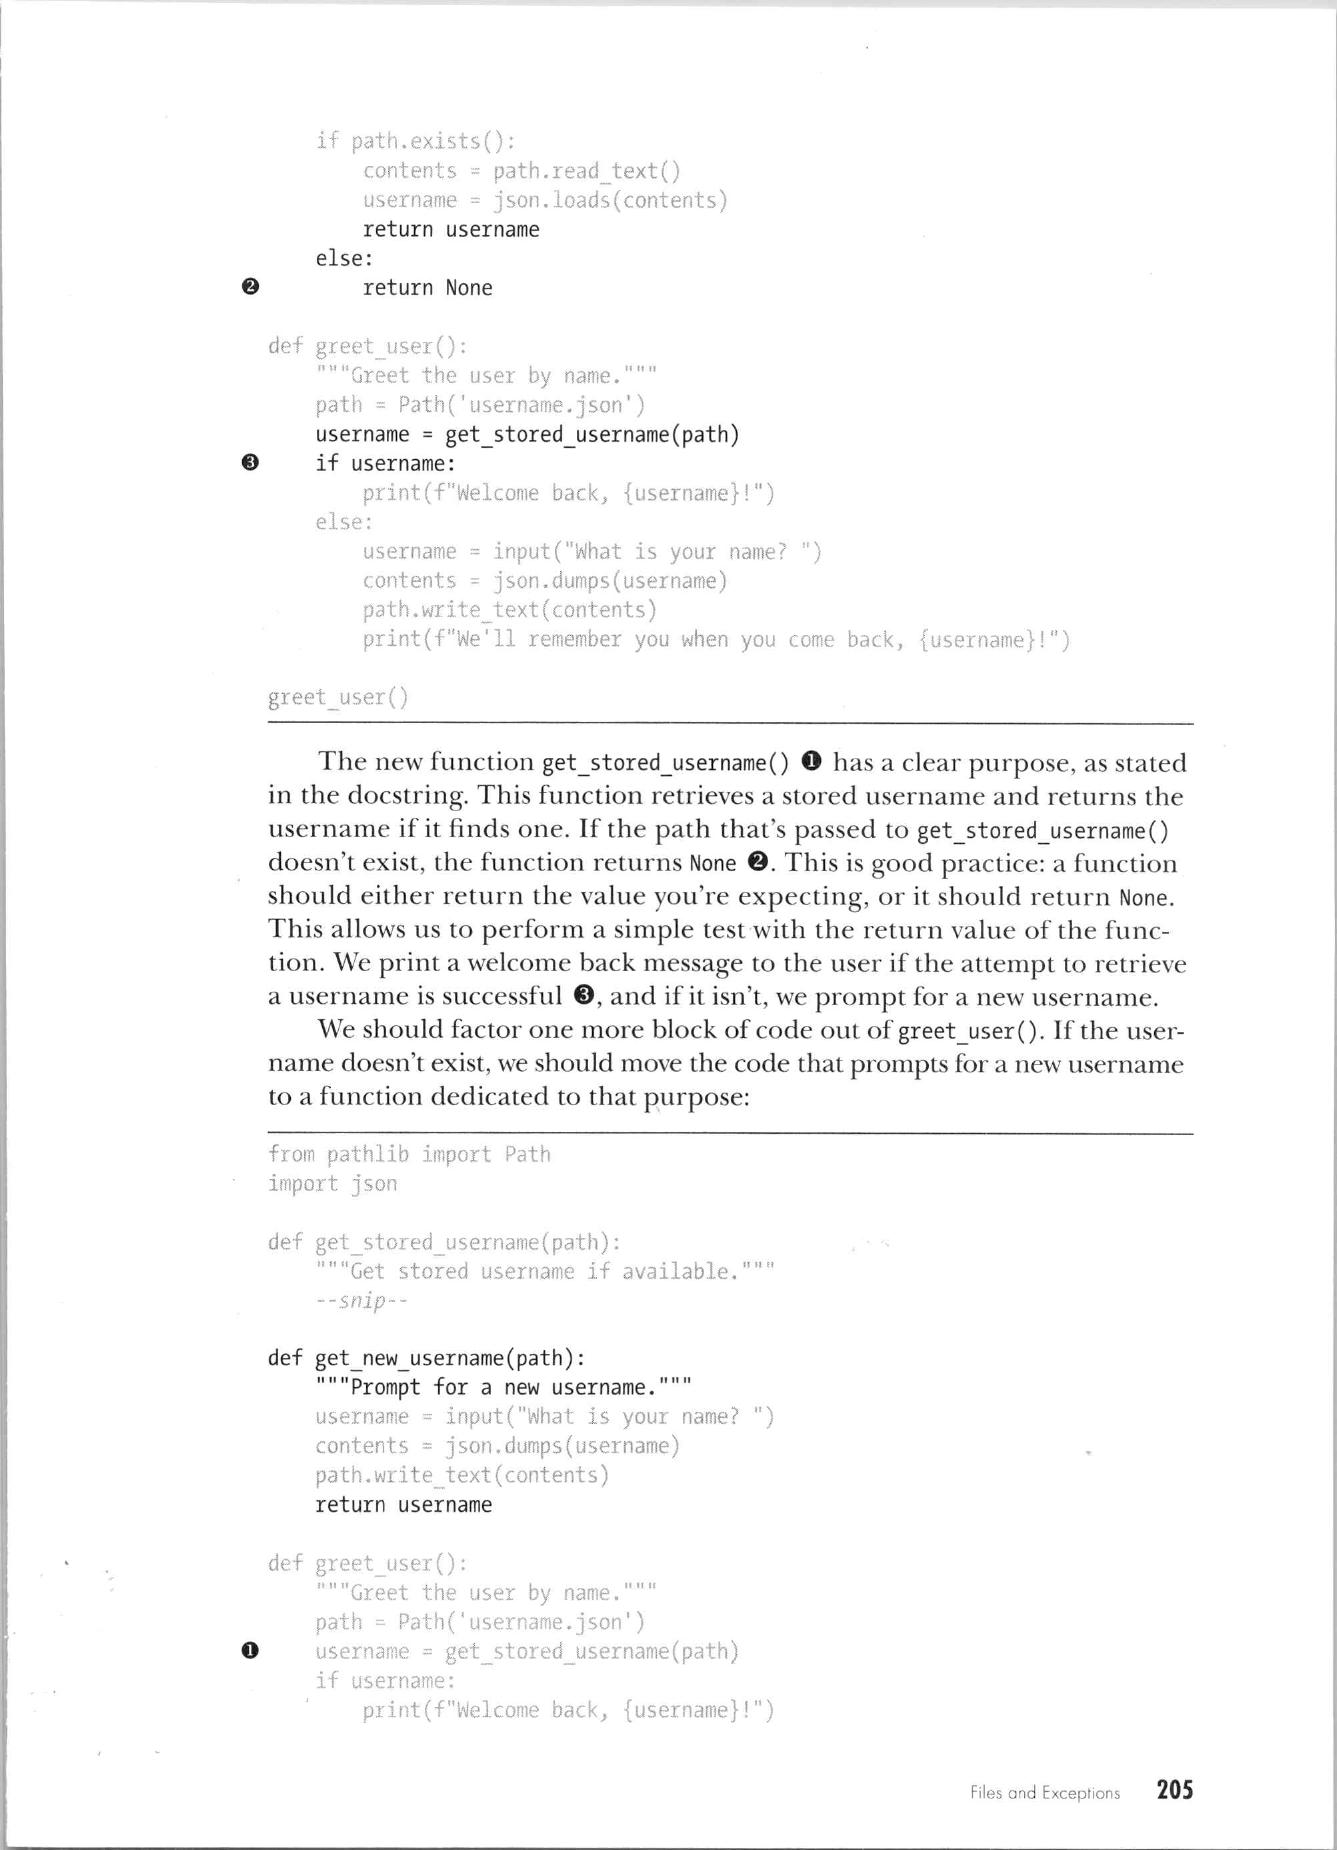 if path.exists():
        contents = path.read_text()
        username = json.loads(contents)
        return username
    else:
❷        return None

def greet_user():
    """Greet the user by name."""
    path = Path('username.json')
    username = get_stored_username(path)
❸    if username:
        print(f"Welcome back, {username}!")
    else:
        username = input("What is your name? ")
        contents = json.dumps(username)
        path.write_text(contents)
        print(f"We'll remember you when you come back, {username}!")

greet_user()

The new function get_stored_username() ❶ has a clear purpose, as stated
in the docstring. This function retrieves a stored username and returns the
username if it finds one. If the path that's passed to get_stored_username()
doesn't exist, the function returns None ❷. This is good practice: a function
should either return the value you're expecting, or it should return None.
This allows us to perform a simple test with the return value of the func-
tion. We print a welcome back message to the user if the attempt to retrieve
a username is successful ❸, and if it isn't, we prompt for a new username.
We should factor one more block of code out of greet_user(). If the user-
name doesn't exist, we should move the code that prompts for a new username
to a function dedicated to that purpose:

from pathlib import Path
import json

def get_stored_username(path):
    """Get stored username if available."""
    --snip--

def get_new_username(path):
    """Prompt for a new username."""
    username = input("What is your name? ")
    contents = json.dumps(username)
    path.write_text(contents)
    return username

def greet_user():
    """Greet the user by name."""
    path = Path('username.json')
❶    username = get_stored_username(path)
    if username:
        print(f"Welcome back, {username}!")

Files and Exceptions 205